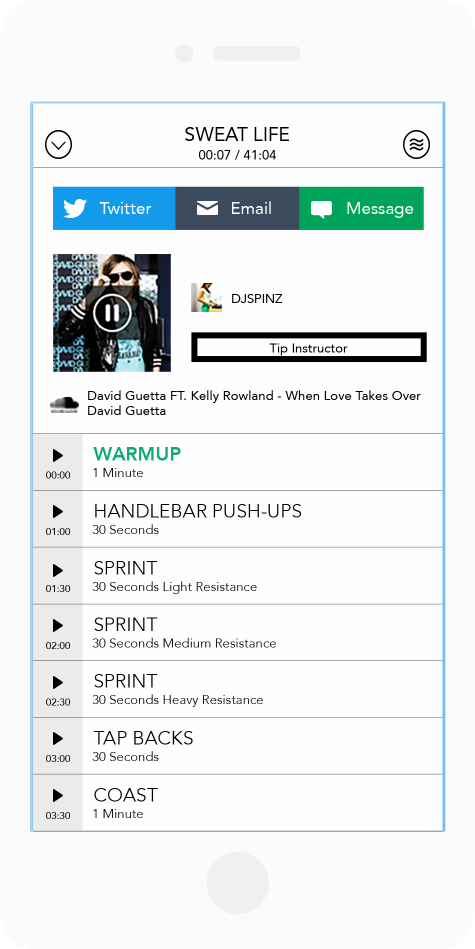 SWEAT LIFE
00:07 / 41:04
Twitter
Email
Message
DJSPINZ
Tip Instructor
David Guetta FT. Kelly Rowland - When Love Takes Over
David Guetta
WARMUP
00:00
1 Minute
HANDLEBAR PUSH-UPS
01:00
30 Seconds
SPRINT
01:30
30 Seconds Light Resistance
SPRINT
02:00
30 Seconds Medium Resistance
SPRINT
02:30
30 Seconds Heavy Resistance
TAP BACKS
03:00
30 Seconds
COAST
03:30
1 Minute